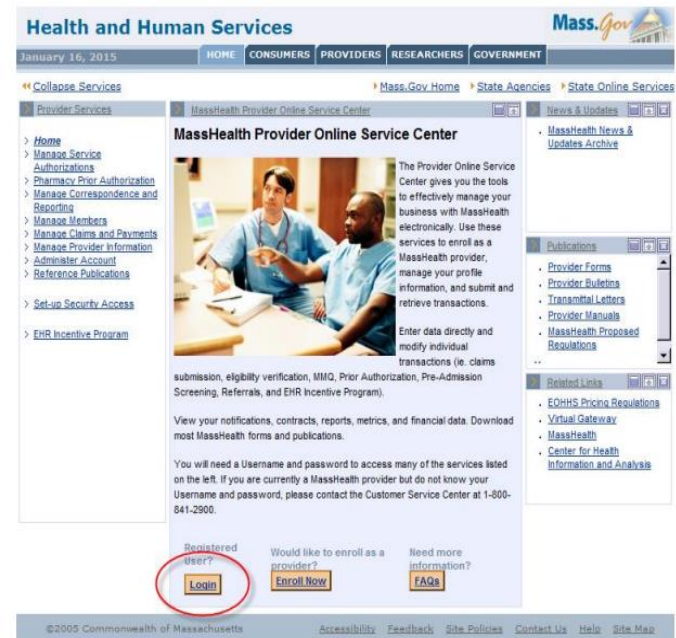 Health and Human Services
Mass.Gov
January 16, 2015
HOME CONSUMERS PROVIDERS RESEARCHERS GOVERNMENT
Collapse Services
Mass.Gov Home State Agencies State Online Services
Provider Services
Home
Manage Service
Authorizations
Pharmacy Prior Authorization
Manage Correspondence and
Reporting
Manage Members
Manage Claims and Payments
Manage Provider Information
Administer Account
Reference Publications
Set-up Security Access
EHR Incentive Program
MassHealth Provider Online Service Center
MassHealth Provider Online Service Center
The Provider Online Service
Center gives you the tools
to effectively manage your
business with MassHealth
electronically. Use these
services to enroll as a
MassHealth provider,
manage your profile
information, and submit and
retrieve transactions.
Enter data directly and
modify individual
transactions (ie. claims
submission, eligibility verification, MMQ, Prior Authorization, Pre-Admission
Screening, Referrals, and EHR Incentive Program).
View your notifications, contracts, reports, metrics, and financial data. Download
most MassHealth forms and publications.
You will need a Username and password to access many of the services listed
on the left. If you are currently a MassHealth provider but do not know your
Username and password, please contact the Customer Service Center at 1-800-
841-2900.
Registered
User?
Login
Would like to enroll as a
provider?
Enroll Now
Need more
information?
FAQs
News & Updates
MassHealth News &
Updates Archive
Publications
Provider Forms
Provider Bulletins
Transmittal Letters
Provider Manuals
MassHealth Proposed
Regulations
..
Related Links
EOHHS Pricing Regulations
Virtual Gateway
MassHealth
Center for Health
Information and Analysis
©2005 Commonwealth of Massachusetts
Accessibility Feedback Site Policies Contact Us Help Site Map